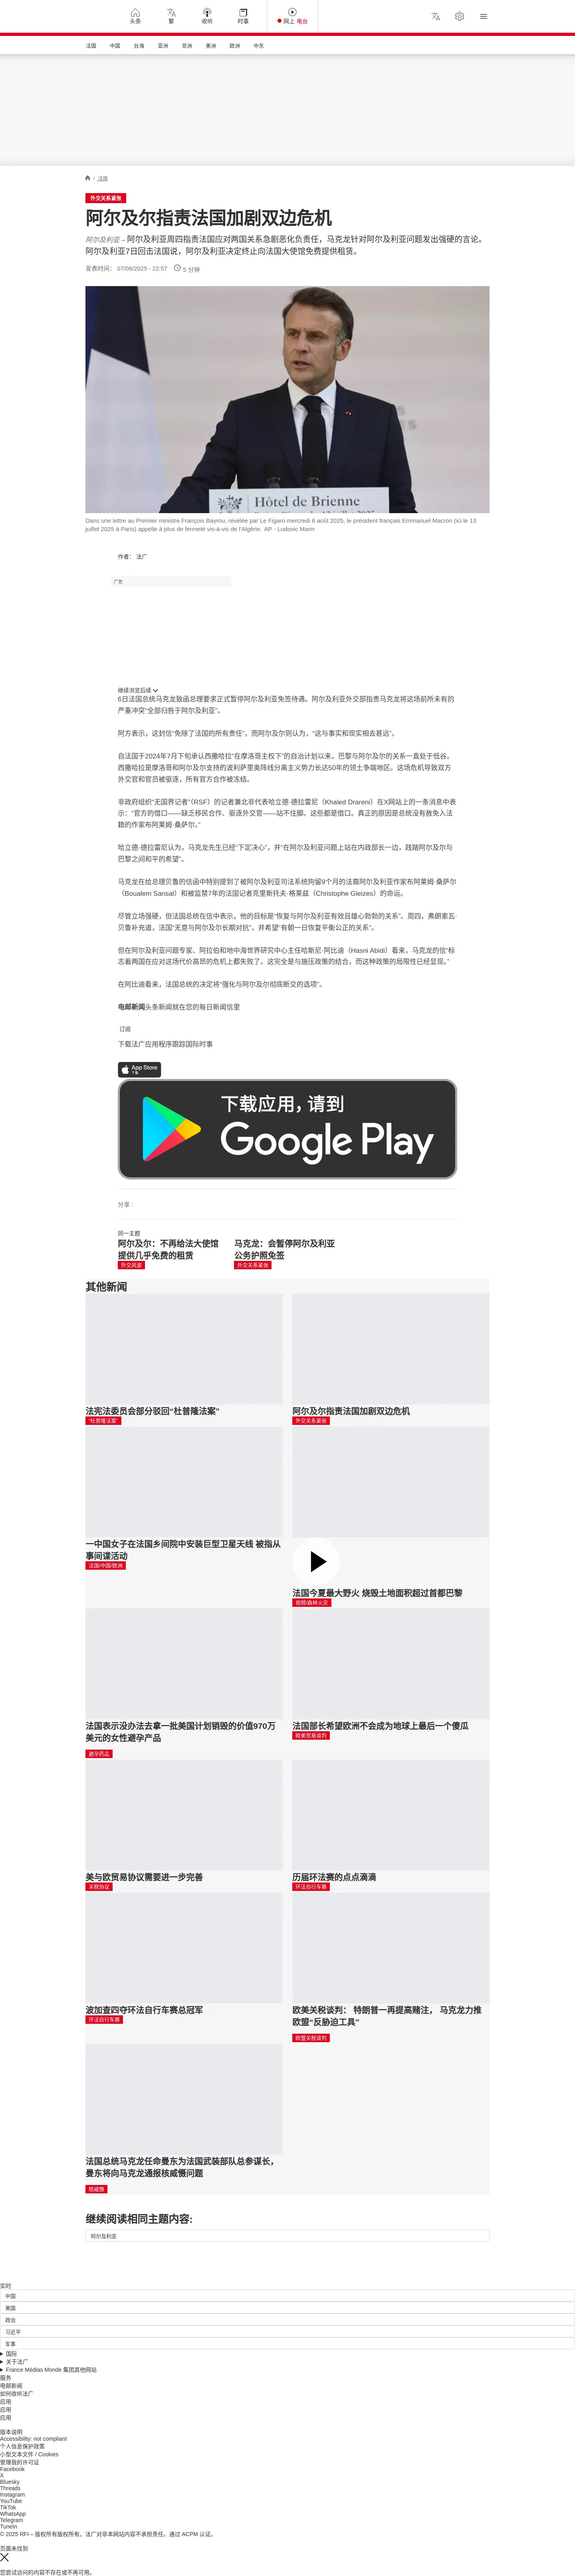 头条
繁
收听
时事
网上 电台
法国
中国
台海
亚洲
非洲
美洲
欧洲
中东
/ 法国
外交关系紧张
阿尔及尔指责法国加剧双边危机
阿尔及利亚 – 阿尔及利亚周四指责法国应对两国关系急剧恶化负责任，马克龙针对阿尔及利亚问题发出强硬的言论。
阿尔及利亚7日回击法国说，阿尔及利亚决定终止向法国大使馆免费提供租赁。
发表时间： 07/08/2025 - 22:57
5 分钟
Hôtel de Brienne
Dans une lettre au Premier ministre François Bayrou, révélée par Le Figaro mercredi 6 août 2025, le président français Emmanuel Macron (ici le 13
juillet 2025 à Paris) appelle à plus de fermeté vis-à-vis de l'Algérie. AP - Ludovic Marin
作者： 法广
广告
继续浏览后续
6日法国总统马克龙致函总理要求正式暂停阿尔及利亚免签待遇。阿尔及利亚外交部指责马克龙将这场前所未有的
严重冲突“全部归咎于阿尔及利亚”。
阿方表示，这封信“免除了法国的所有责任”，而阿尔及尔则认为，“这与事实和现实相去甚远”。
自法国于2024年7月下旬承认西撒哈拉“在摩洛哥主权下”的自治计划以来，巴黎与阿尔及尔的关系一直处于低谷。
西撒哈拉是摩洛哥和阿尔及尔支持的波利萨里奥阵线分离主义势力长达50年的领土争端地区。这场危机导致双方
外交官和官员被驱逐，所有官方合作被冻结。
非政府组织“无国界记者”（RSF）的记者兼北非代表哈立德·德拉雷尼（Khaled Drareni）在X网站上的一条消息中表
示：“官方的借口——缺乏移民合作、驱逐外交官——站不住脚。这些都是借口。真正的原因是总统没有赦免入法
籍的作家布阿莱姆·桑萨尔。”
哈立德·德拉雷尼认为，马克龙先生已经“下定决心”，并“在阿尔及利亚问题上站在内政部长一边，践踏阿尔及尔与
巴黎之间和平的希望”。
马克龙在给总理贝鲁的信函中特别提到了被阿尔及利亚司法系统拘留9个月的法裔阿尔及利亚作家布阿莱姆·桑萨尔
（Boualem Sansal）和被监禁7年的法国记者克里斯托夫·格莱兹（Christophe Gleizes）的命运。
尽管立场强硬，但法国总统在信中表示，他的目标是“恢复与阿尔及利亚有效且雄心勃勃的关系”。周四，弗朗索瓦·
贝鲁补充道，法国“无意与阿尔及尔长期对抗”，并希望“有朝一日恢复平衡公正的关系”。
但在阿尔及利亚问题专家、阿拉伯和地中海世界研究中心主任哈斯尼·阿比迪（Hasni Abidi）看来，马克龙的信“标
志着两国在应对这场代价高昂的危机上都失败了。这完全是与施压政策的结合，而这种政策的局限性已经显现。”
在阿比迪看来，法国总统的决定将“强化与阿尔及尔彻底断交的选项”。
电邮新闻头条新闻就在您的每日新闻信里
订阅
下载法广应用程序跟踪国际时事
App Store
下载
下载应用，请到
Google Play
分享 :
同一主题
阿尔及尔：不再给法大使馆
提供几乎免费的租赁
外交风波
马克龙：会暂停阿尔及利亚
公务护照免签
外交关系紧张
其他新闻
法宪法委员会部分驳回“杜普隆法案”
“杜普隆法案”
阿尔及尔指责法国加剧双边危机
外交关系紧张
一中国女子在法国乡间院中安装巨型卫星天线 被指从
事间谍活动
法国/中国/欧洲
法国今夏最大野火 烧毁土地面积超过首都巴黎
视频/森林火灾
法国表示没办法去拿一批美国计划销毁的价值970万
美元的女性避孕产品
避孕药品
法国部长希望欧洲不会成为地球上最后一个傻瓜
欧美贸易谈判
美与欧贸易协议需要进一步完善
关税协议
历届环法赛的点点滴滴
环法自行车赛
波加查四夺环法自行车赛总冠军
环法自行车赛
欧美关税谈判： 特朗普一再提高赌注， 马克龙力推
欧盟“反胁迫工具”
欧盟关税谈判
法国总统马克龙任命曼东为法国武装部队总参谋长，
曼东将向马克龙通报核威慑问题
核威慑
继续阅读相同主题内容:
阿尔及利亚
实时
中国
美国
政治
习近平
军事
国际
关于法广
France Médias Monde 集团其他网站
服务
电邮新闻
如何收听法广
应用
应用
应用
版本说明
Accessibility: not compliant
个人信息保护政策
小型文本文件 / Cookies
管理我的许可证
Facebook
X
Bluesky
Threads
Instagram
YouTube
TikTok
WhatsApp
Telegram
TuneIn
© 2025 RFI – 版权所有版权所有。法广对非本网站内容不承担责任。通过 ACPM 认证。
页面未找到
您尝试访问的内容不存在或不再可用。